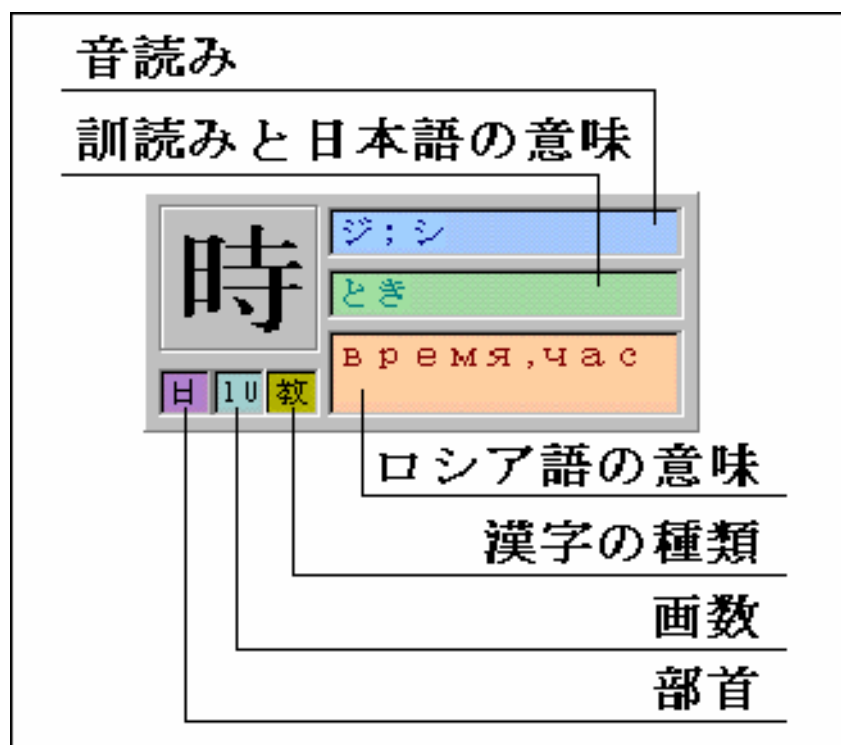 音読み
訓読みと日本語の意味
時
ジ;シ
とき
время,час
日 10 教
ロシア語の意味
漢字の種類
画数
部首